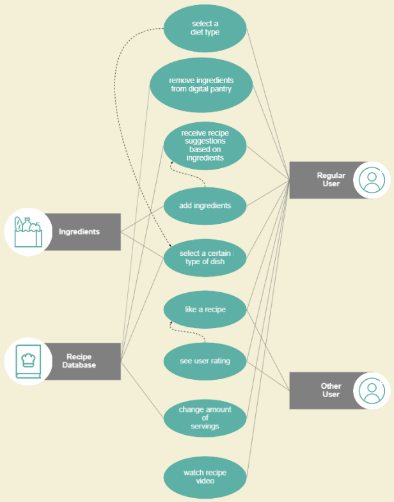 select a
diet type
remove ingredients
from digital pantry
receive recipe
suggestions
based on
ingredients
Regular
User
add ingredients
Ingredients
select a certain
type of dish
like a recipe
see user rating
Recipe
Database
Other
User
change amount
of
servings
watch recipe
video